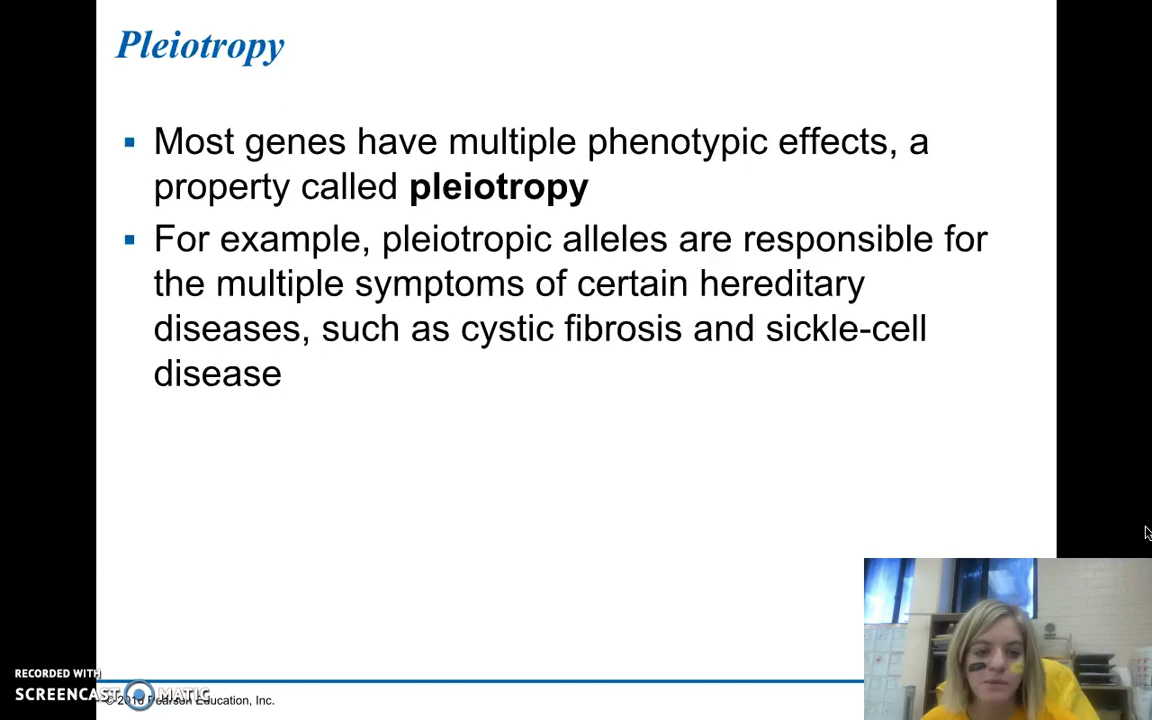 Pleiotropy
▪ Most genes have multiple phenotypic effects, a
property called pleiotropy
▪ For example, pleiotropic alleles are responsible for
the multiple symptoms of certain hereditary
diseases, such as cystic fibrosis and sickle-cell
disease
RECORDED WITH
SCREENCAST MATIC
Pearson Education, Inc.